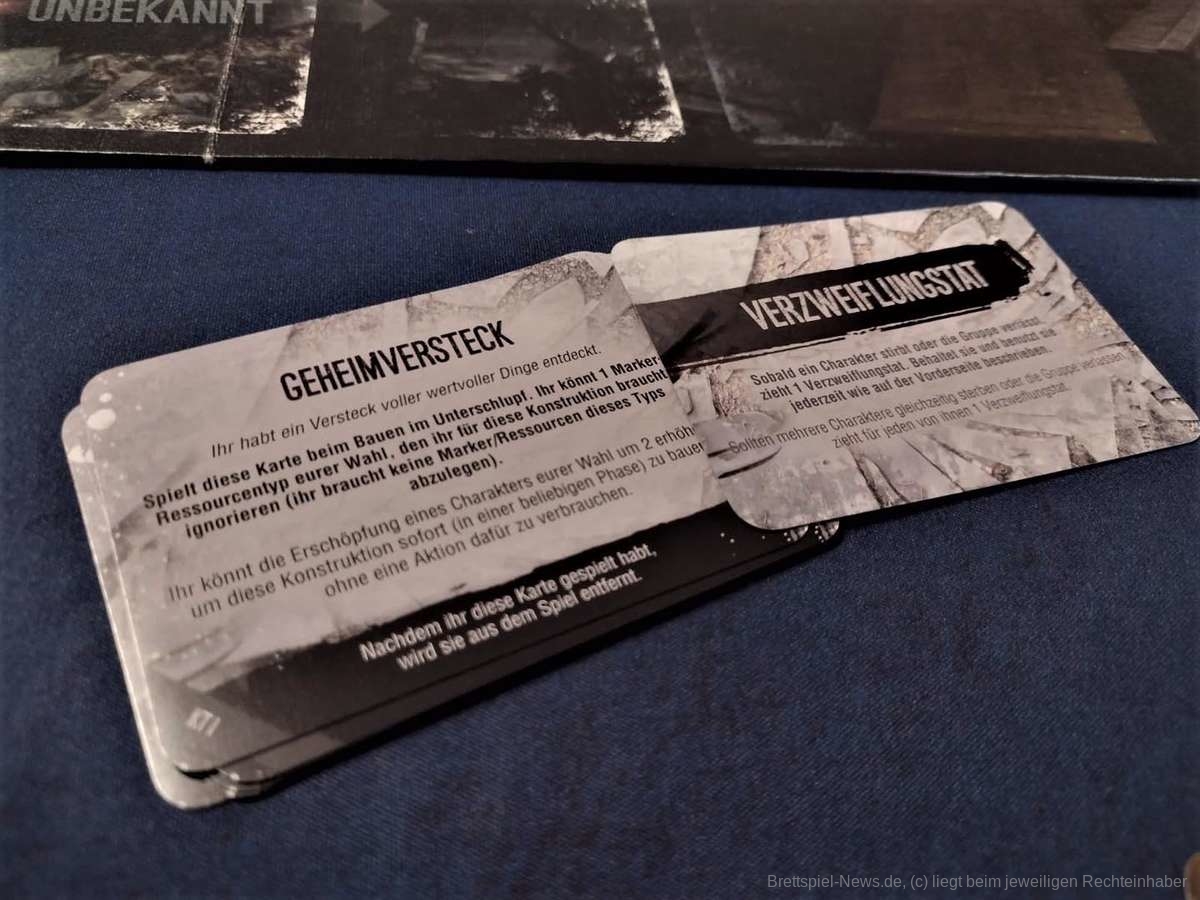 UNBEKANNT
GEHEIMVERSTECK
Ihr habt ein Versteck voller wertvoller Dinge entdeckt.
Spielt diese Karte beim Bauen im Unterschlupf. Ihr könnt 1 Marker
Ressourcentyp eurer Wahl, den ihr für diese Konstruktion braucht
ignorieren (ihr braucht keine Marker/Ressourcen dieses Typs
abzulegen).
Ihr könnt die Erschöpfung eines Charakters eurer Wahl um 2 erhöh
um diese Konstruktion sofort (in einer beliebigen Phase) zu bauen
ohne eine Aktion dafür zu verbrauchen.
Nachdem ihr diese Karte gespielt habt,
wird sie aus dem Spiel entfernt.
VERZWEIFLUNGSTAT
Sobald ein Charakter stirbt oder die Gruppe verlässt
zieht 1 Verzweiflungstat. Behaltet sie und benutzt sie
jederzeit wie auf der Vorderseite beschrieben.
Sollten mehrere Charaktere gleichzeitig sterben oder die Gruppe verlassen
zieht für jeden von ihnen 1 Verzweiflungstat.
Brettspiel-News.de, (c) liegt beim jeweiligen Rechteinhaber